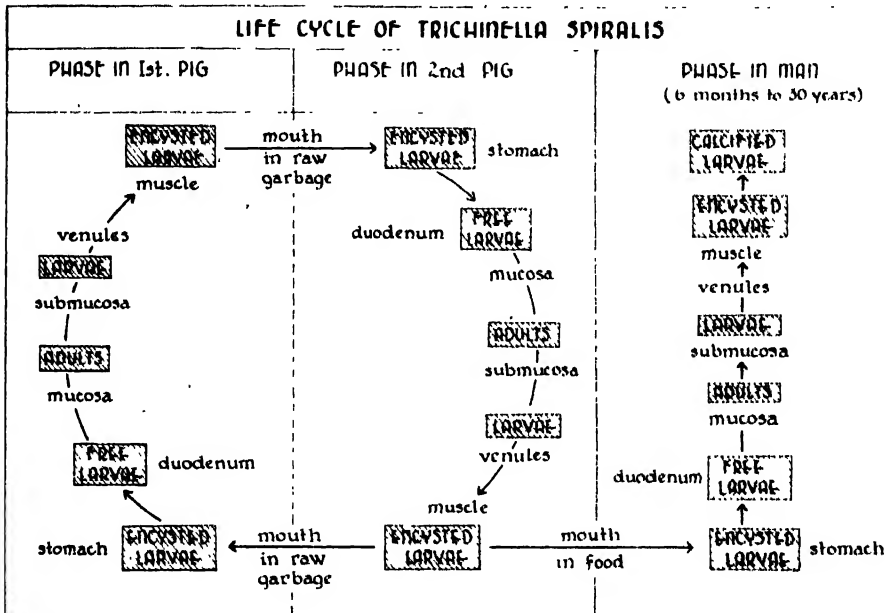 LIFE CYCLE OF TRICHINELLA SPIRALIS
PHASE IN 1st. PIG
ENCYSTED
LARVAE
muscle
venules
LARVAE
submucosa
ADULTS
mucosa
FREE
LARVAE
duodenum
stomach
ENCYSTED
LARVAE
mouth
in raw
garbage
mouth
in raw
garbage
PHASE IN 2nd PIG
ENCYSTED
LARVAE
stomach
duodenum
FREE
LARVAE
mucosa
ADULTS
submucosa
LARVAE
venules
muscle
ENCYSTED
LARVAE
mouth
in food
PHASE IN MAN
(6 months to 30 years)
CALCIFIED
LARVAE
ENCYSTED
LARVAE
muscle
venules
LARVAE
submucosa
ADULTS
mucosa
duodenum
FREE
LARVAE
ENCYSTED
LARVAE
stomach